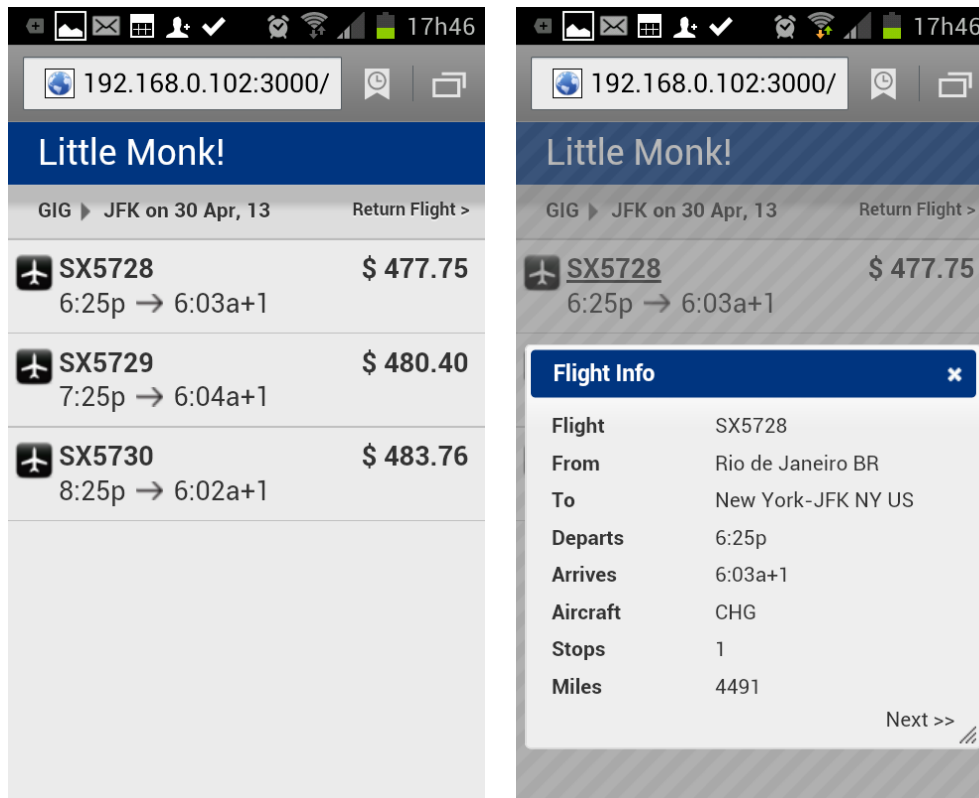 17h46
192.168.0.102:3000/
Little Monk!
GIG JFK on 30 Apr, 13 Return Flight >
SX5728 $ 477.75
6:25p → 6:03a+1
SX5729 $ 480.40
7:25p → 6:04a+1
SX5730 $ 483.76
8:25p → 6:02a+1
17h46
192.168.0.102:3000/
Little Monk!
GIG JFK on 30 Apr, 13 Return Flight >
SX5728 $ 477.75
6:25p → 6:03a+1
Flight Info
Flight SX5728
From Rio de Janeiro BR
To New York-JFK NY US
Departs 6:25p
Arrives 6:03a+1
Aircraft CHG
Stops 1
Miles 4491
Next >>